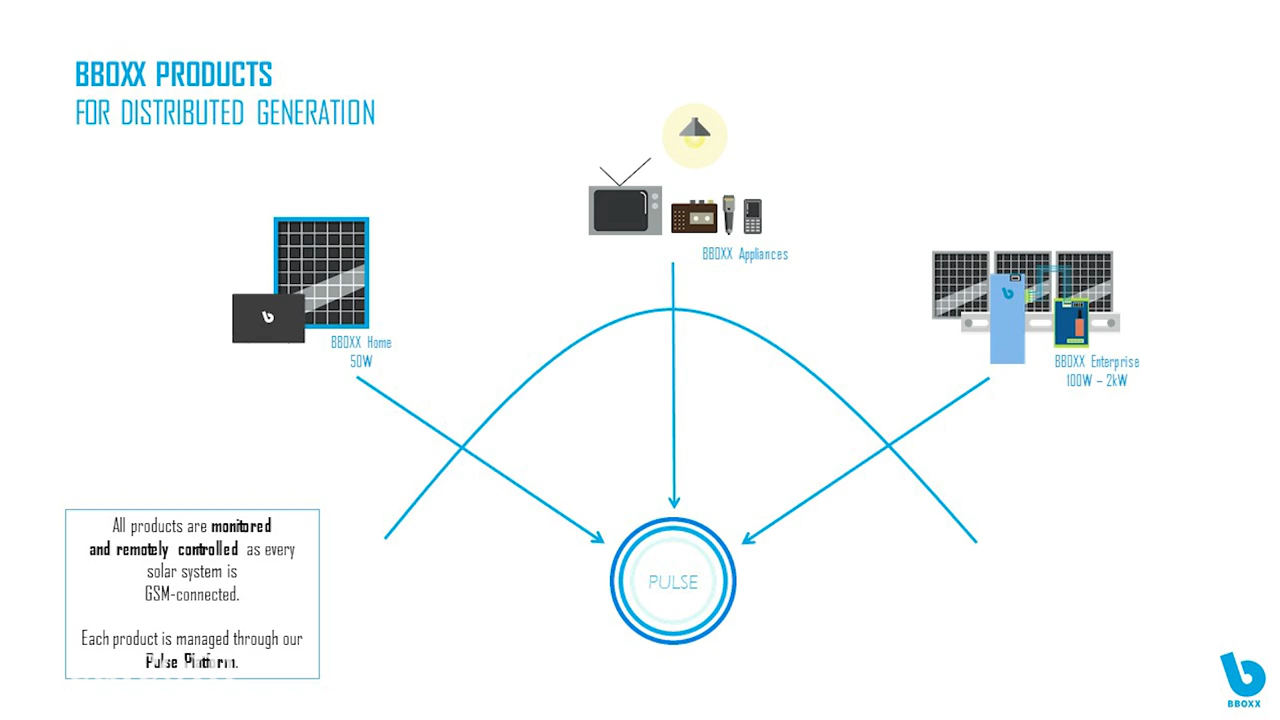 BBOXX PRODUCTS
FOR DISTRIBUTED GENERATION
BBOXX Appliances
BBOXX Home
50W
BBOXX Enterprise
100W – 2kW
All products are monitored
and remotely controlled as every
solar system is
GSM-connected.
Each product is managed through our
Pulse Platform.
PULSE
BBOXX